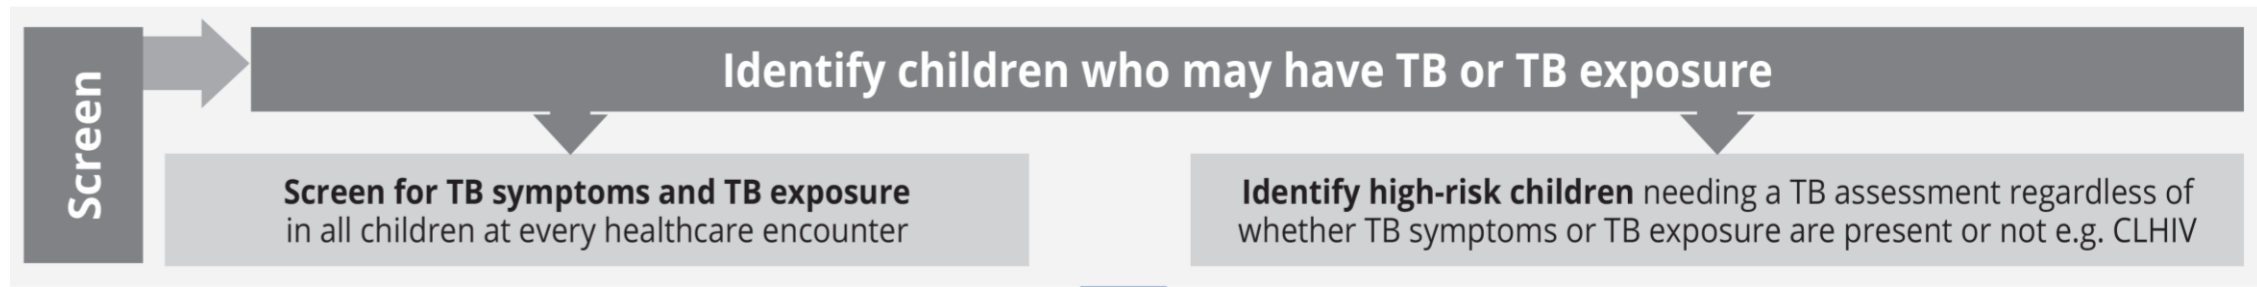 Screen
Identify children who may have TB or TB exposure
Screen for TB symptoms and TB exposure
in all children at every healthcare encounter
Identify high-risk children needing a TB assessment regardless of
whether TB symptoms or TB exposure are present or not e.g. CLHIV